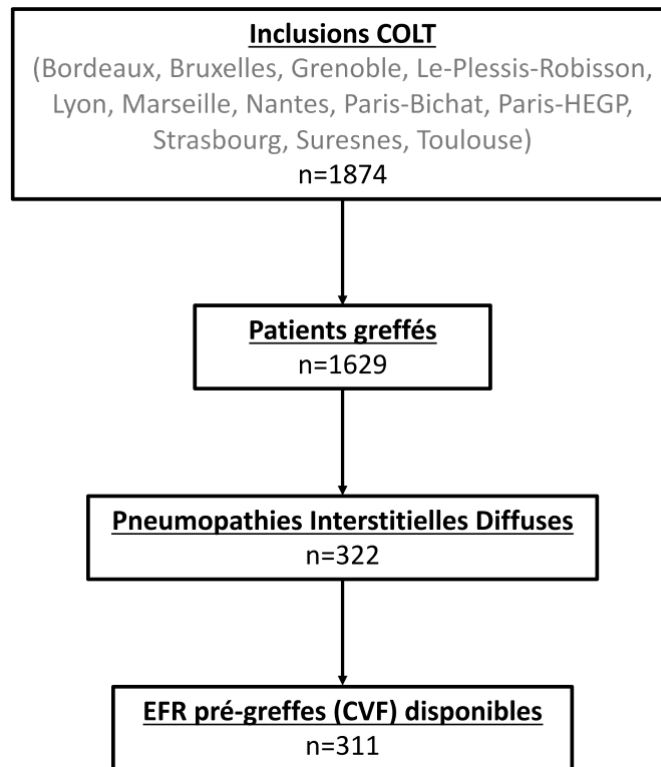 Inclusions COLT
(Bordeaux, Bruxelles, Grenoble, Le-Plessis-Robisson,
Lyon, Marseille, Nantes, Paris-Bichat, Paris-HEGP,
Strasbourg, Suresnes, Toulouse)
n=1874
Patients greffés
n=1629
Pneumopathies Interstitielles Diffuses
n=322
EFR pré-greffes (CVF) disponibles
n=311